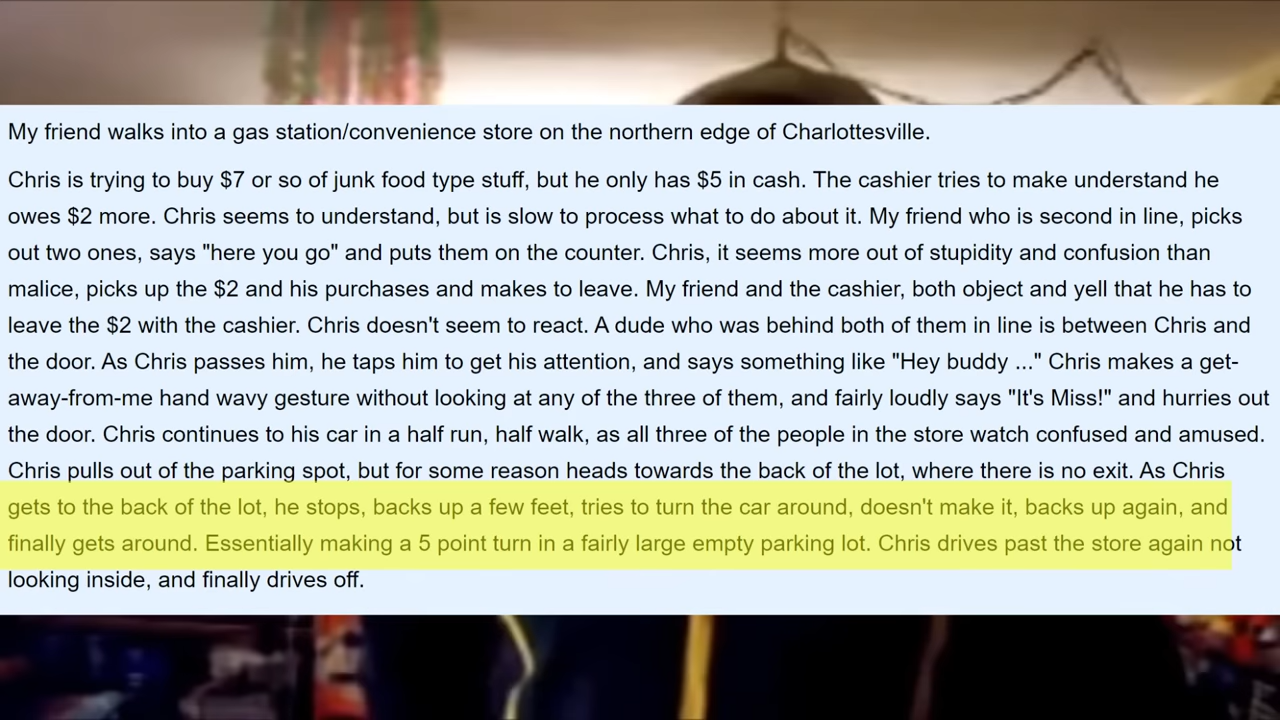 My friend walks into a gas station/convenience store on the northern edge of Charlottesville.
Chris is trying to buy $7 or so of junk food type stuff, but he only has $5 in cash. The cashier tries to make understand he
owes $2 more. Chris seems to understand, but is slow to process what to do about it. My friend who is second in line, picks
out two ones, says "here you go" and puts them on the counter. Chris, it seems more out of stupidity and confusion than
malice, picks up the $2 and his purchases and makes to leave. My friend and the cashier, both object and yell that he has to
leave the $2 with the cashier. Chris doesn't seem to react. A dude who was behind both of them in line is between Chris and
the door. As Chris passes him, he taps him to get his attention, and says something like "Hey buddy ..." Chris makes a get-
away-from-me hand wavy gesture without looking at any of the three of them, and fairly loudly says "It's Miss!" and hurries out
the door. Chris continues to his car in a half run, half walk, as all three of the people in the store watch confused and amused.
Chris pulls out of the parking spot, but for some reason heads towards the back of the lot, where there is no exit. As Chris
gets to the back of the lot, he stops, backs up a few feet, tries to turn the car around, doesn't make it, backs up again, and
finally gets around. Essentially making a 5 point turn in a fairly large empty parking lot. Chris drives past the store again not
looking inside, and finally drives off.